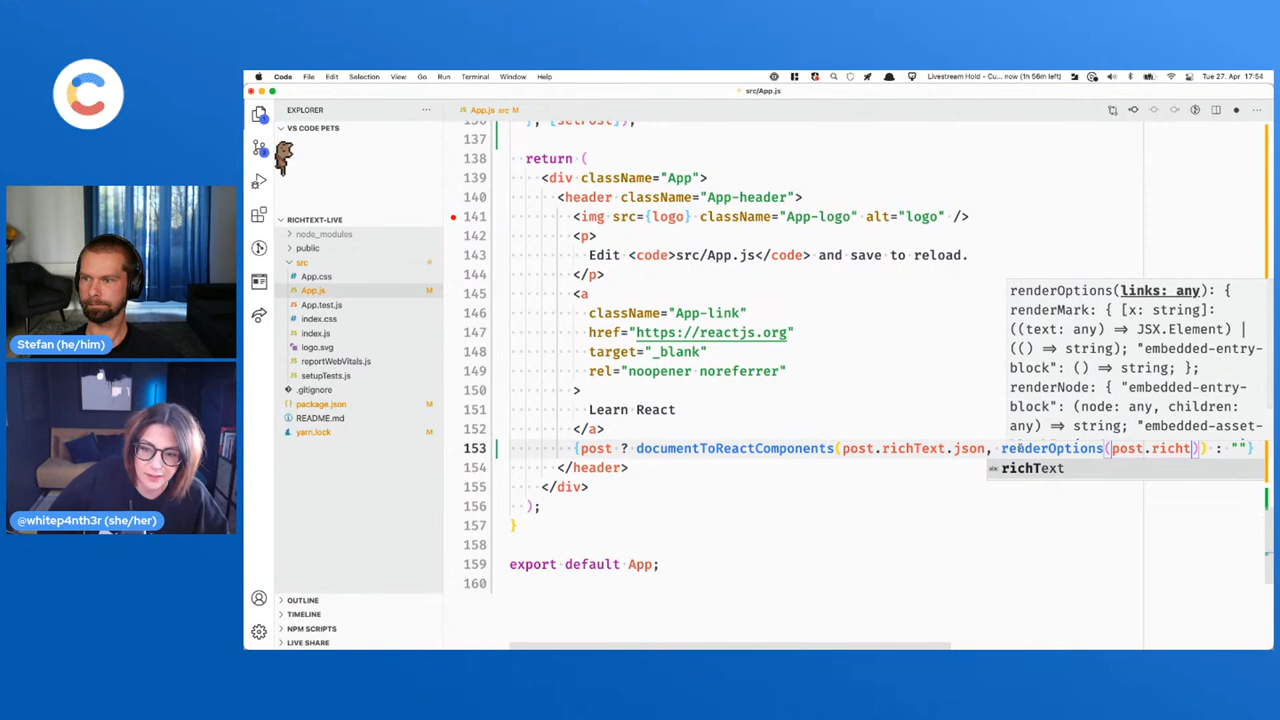 Code File Edit Selection View Go Run Terminal Window Help
Livestream Hold - Cu... now (1h 56m left)
Tue 27. Apr 17:54
src/App.js
EXPLORER
VS CODE PETS
RICHTEXT-LIVE
node_modules
public
src
App.css
App.js M
App.test.js
index.css
index.js
logo.svg
reportWebVitals.js
setupTests.js
.gitignore
package.json M
README.md
yarn.lock M
OUTLINE
TIMELINE
NPM SCRIPTS
LIVE SHARE
App.js src M
136 }, [setPost]);
137
138 return (
139 <div className="App">
140 <header className="App-header">
141 <img src={logo} className="App-logo" alt="logo" />
142 <p>
143 Edit <code>src/App.js</code> and save to reload.
144 </p>
145 <a
146 className="App-link"
147 href="https://reactjs.org"
148 target="_blank"
149 rel="noopener noreferrer"
150 >
151 Learn React
152 </a>
153 {post ? documentToReactComponents(post.richText.json, renderOptions(post.richt)) : ""}
154 </header>
155 </div>
156 );
157 }
158
159 export default App;
160
renderOptions(links: any): {
renderMark: { [x: string]:
((text: any) => JSX.Element) |
(() => string); "embedded-entry-
block": () => string; };
renderNode: { "embedded-entry-
block": (node: any, children:
any) => string; "embedded-asset-
abc richText
Stefan (he/him)
@whitep4nth3r (she/her)